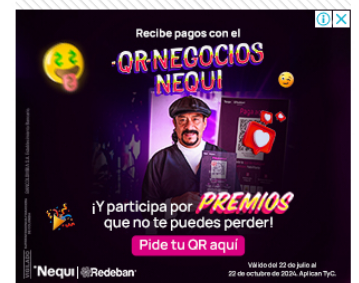 Recibe pagos con el
QR NEGOCIOS
NEQUI
¡Y participa por PREMIOS
que no te puedes perder!
Pide tu QR aquí
Nequi | Redeban
Válido del 22 de julio al
22 de octubre de 2024. Aplican TyC.
VIGILADO